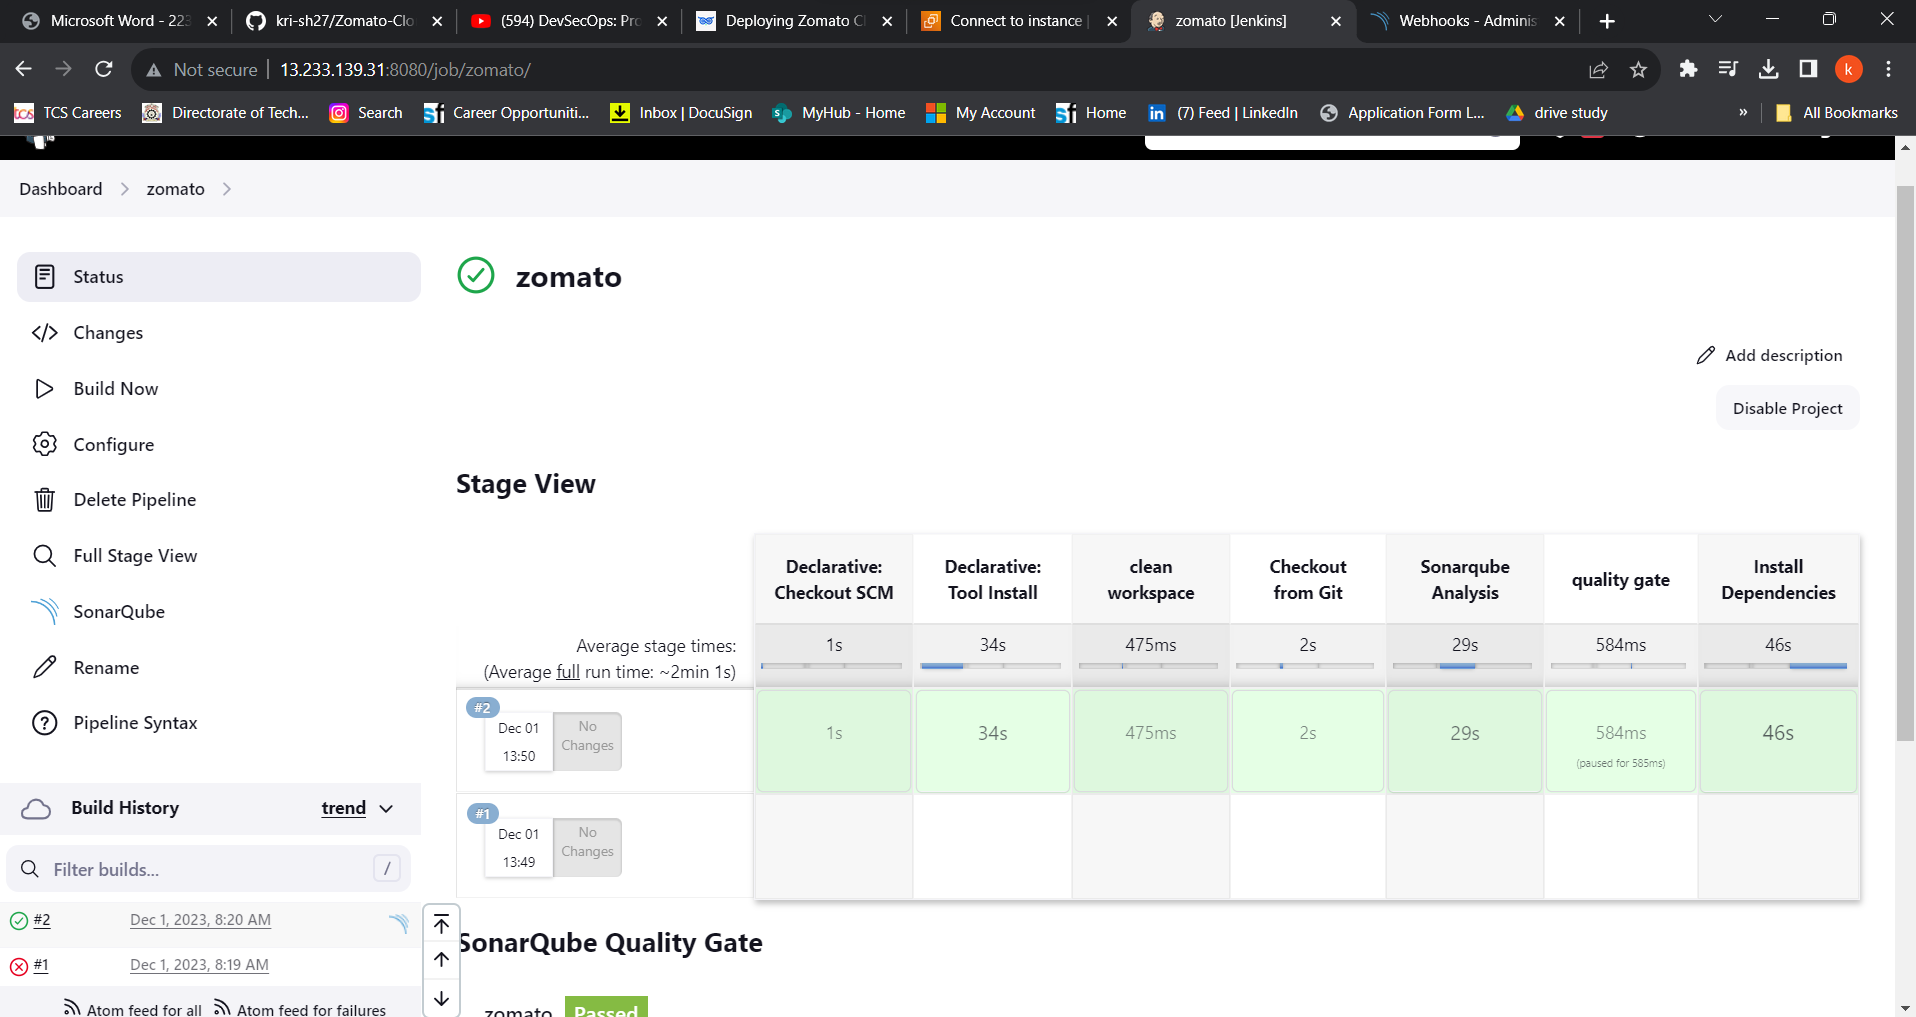 Microsoft Word - 223
kri-sh27/Zomato-Clo
(594) DevSecOps: Pro
Deploying Zomato Cl
Connect to instance |
zomato [Jenkins]
Webhooks - Adminis
Not secure
13.233.139.31:8080/job/zomato/
k
tcs
TCS Careers
Directorate of Tech...
Search
Career Opportuniti...
Inbox | DocuSign
MyHub - Home
My Account
Home
(7) Feed | LinkedIn
Application Form L...
drive study
»
All Bookmarks
Dashboard
zomato
Status
Changes
Build Now
Configure
Delete Pipeline
Full Stage View
SonarQube
Rename
Pipeline Syntax
Build History
trend
Filter builds...
/
#2
Dec 1, 2023, 8:20 AM
#1
Dec 1, 2023, 8:19 AM
Atom feed for all
Atom feed for failures
zomato
Add description
Disable Project
Stage View
Declarative:
Checkout SCM
Declarative:
Tool Install
clean
workspace
Checkout
from Git
Sonarqube
Analysis
quality gate
Install
Dependencies
Average stage times:
(Average full run time: ~2min 1s)
1s
34s
475ms
2s
29s
584ms
46s
#2
Dec 01
13:50
No
Changes
1s
34s
475ms
2s
29s
584ms
(paused for 585ms)
46s
#1
Dec 01
13:49
No
Changes
SonarQube Quality Gate
zomato
Passed